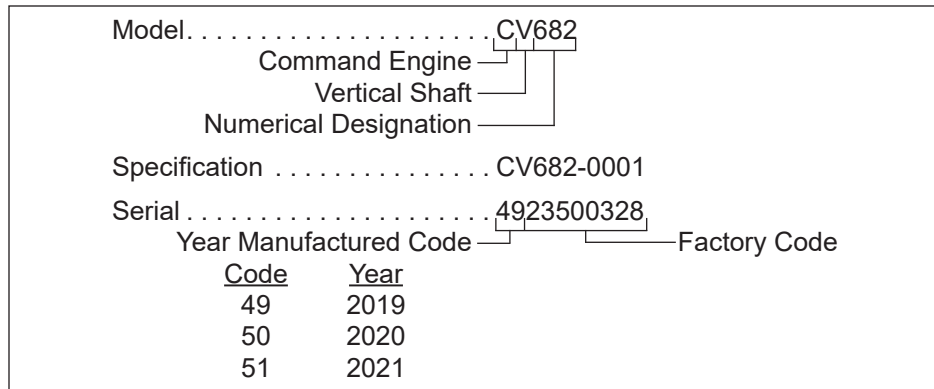 Model. . . . . . . . . . . . . . . . . . . . . CV682
Command Engine
Vertical Shaft
Numerical Designation
Specification . . . . . . . . . . . . . . . CV682-0001
Serial . . . . . . . . . . . . . . . . . . . . . 4923500328
Year Manufactured Code Factory Code
Code Year
49 2019
50 2020
51 2021